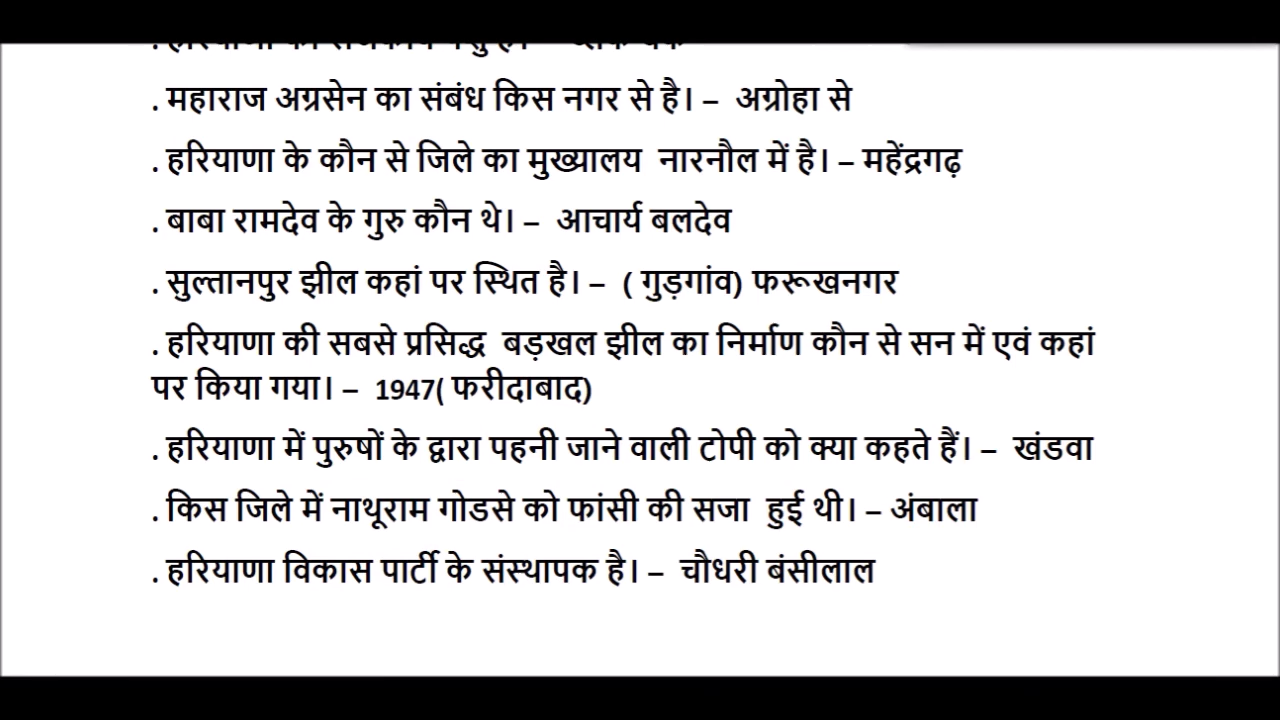 . महाराज अग्रसेन का संबंध किस नगर से है। – अग्रोहा से
. हरियाणा के कौन से जिले का मुख्यालय नारनौल में है। – महेंद्रगढ़
. बाबा रामदेव के गुरु कौन थे। – आचार्य बलदेव
. सुल्तानपुर झील कहां पर स्थित है। – ( गुड़गांव) फरूखनगर
. हरियाणा की सबसे प्रसिद्ध बड़खल झील का निर्माण कौन से सन में एवं कहां
पर किया गया। – 1947( फरीदाबाद)
. हरियाणा में पुरुषों के द्वारा पहनी जाने वाली टोपी को क्या कहते हैं। – खंडवा
. किस जिले में नाथूराम गोडसे को फांसी की सजा हुई थी। – अंबाला
. हरियाणा विकास पार्टी के संस्थापक है। – चौधरी बंसीलाल